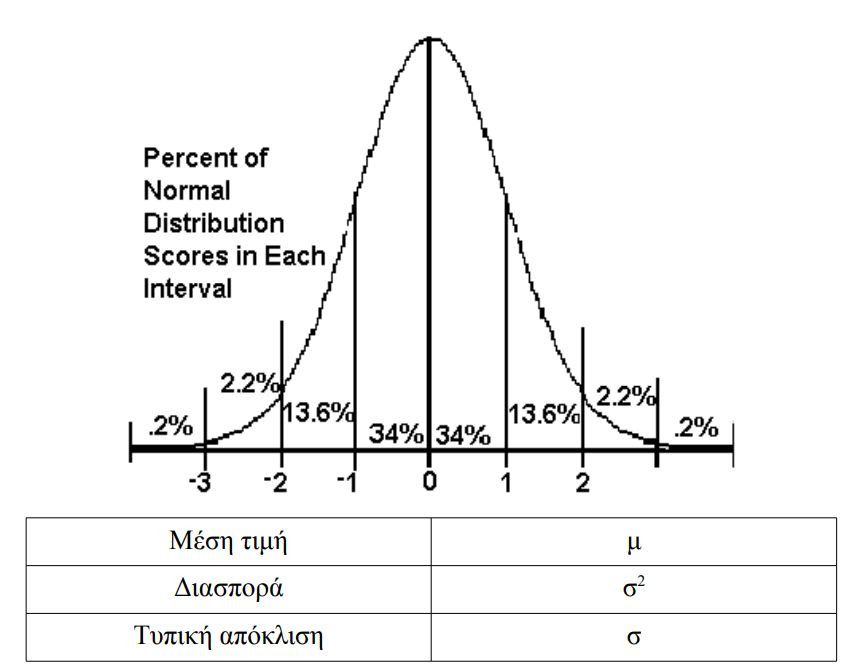 Percent of
Normal
Distribution
Scores in Each
Interval
.2% 2.2% 13.6% 34% 34% 13.6% 2.2% .2%
-3 -2 -1 0 1 2
Μέση τιμή μ
Διασπορά σ²
Τυπική απόκλιση σ